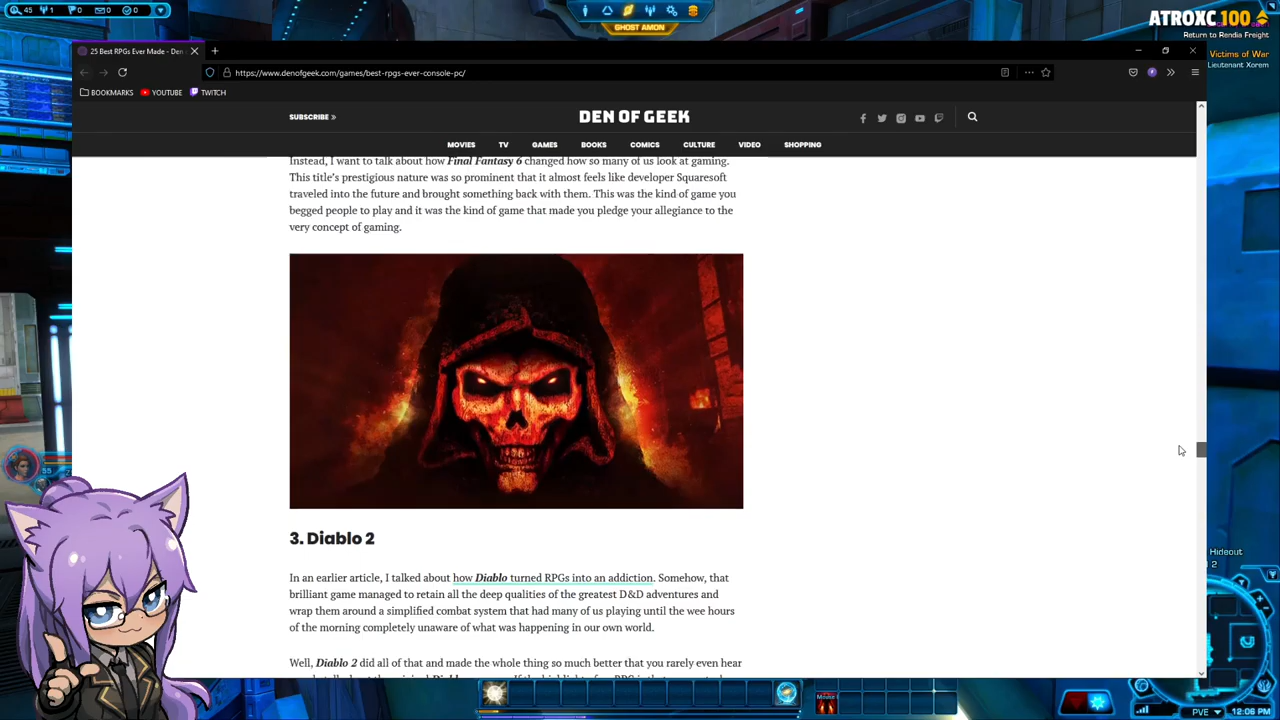 45 1 0 0 0
GHOST AMON
ATROXC 100
Return to Rendia Freight
Victims of War
Lieutenant Xorem
25 Best RPGs Ever Made - Den
https://www.denofgeek.com/games/best-rpgs-ever-console-pc/
BOOKMARKS YOUTUBE TWITCH
SUBSCRIBE »
DEN OF GEEK
MOVIES TV GAMES BOOKS COMICS CULTURE VIDEO SHOPPING
Instead, I want to talk about how Final Fantasy 6 changed how so many of us look at gaming.
This title's prestigious nature was so prominent that it almost feels like developer Squaresoft
traveled into the future and brought something back with them. This was the kind of game you
begged people to play and it was the kind of game that made you pledge your allegiance to the
very concept of gaming.
3. Diablo 2
In an earlier article, I talked about how Diablo turned RPGs into an addiction. Somehow, that
brilliant game managed to retain all the deep qualities of the greatest D&D adventures and
wrap them around a simplified combat system that had many of us playing until the wee hours
of the morning completely unaware of what was happening in our own world.
Well, Diablo 2 did all of that and made the whole thing so much better that you rarely even hear
55
Hideout
2
PVE 12:06 PM